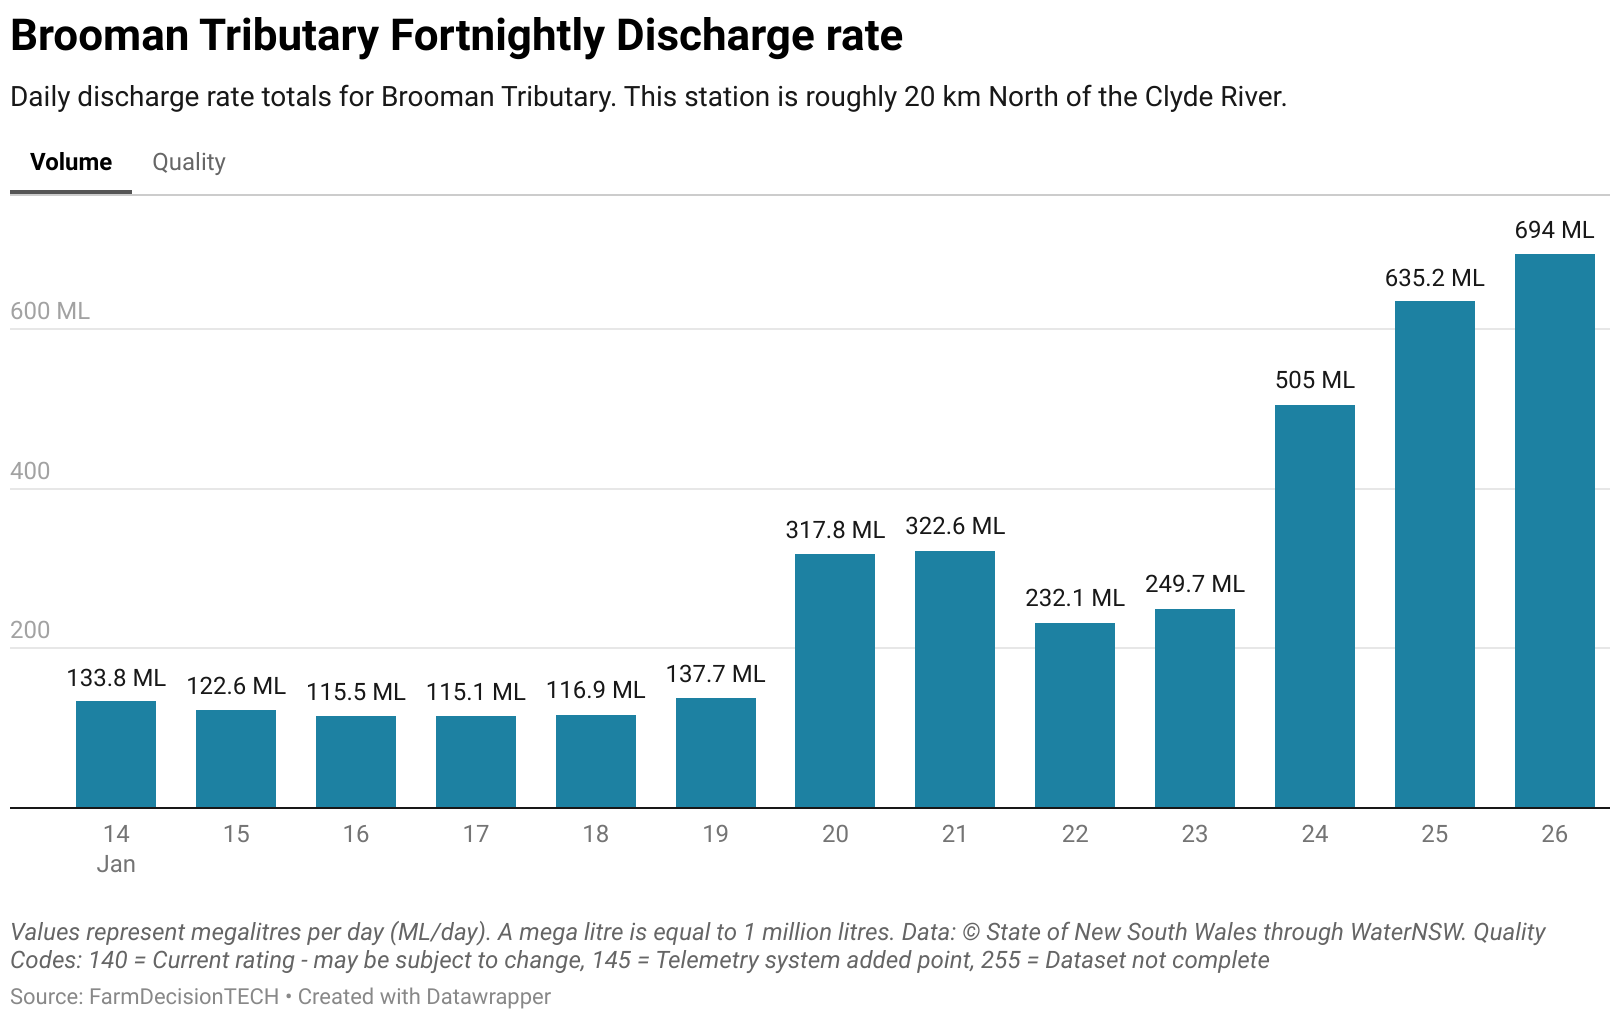 Brooman Tributary Fortnightly Discharge rate
Daily discharge rate totals for Brooman Tributary. This station is roughly 20 km North of the Clyde River.
Volume Quality
694 ML
635.2 ML
600 ML
505 ML
400
317.8 ML 322.6 ML
232.1 ML 249.7 ML
200
133.8 ML 122.6 ML 115.5 ML 115.1 ML 116.9 ML 137.7 ML
14 15 16 17 18 19 20 21 22 23 24 25 26
Jan
Values represent megalitres per day (ML/day). A mega litre is equal to 1 million litres. Data: © State of New South Wales through WaterNSW. Quality
Codes: 140 = Current rating - may be subject to change, 145 = Telemetry system added point, 255 = Dataset not complete
Source: FarmDecisionTECH • Created with Datawrapper